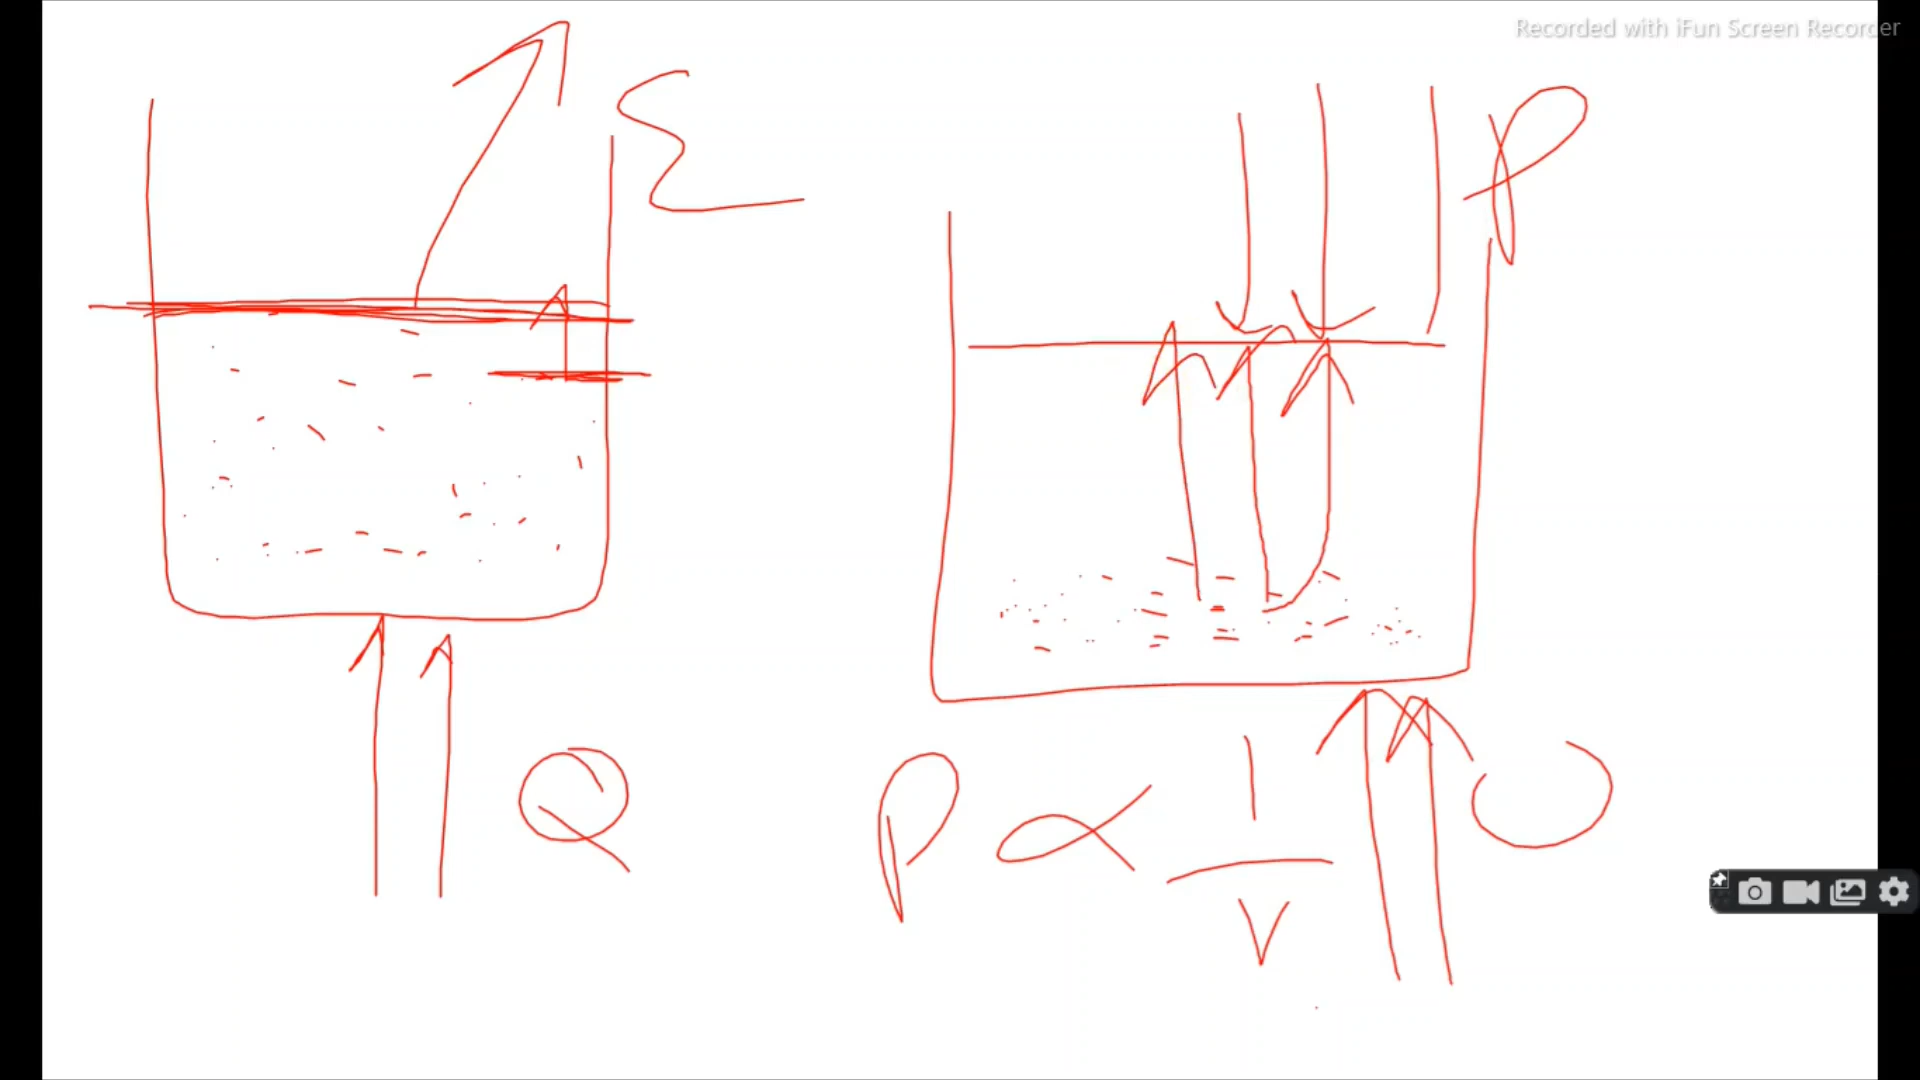 Recorded with iFun Screen Recorder
P
Q
P ∝ 1/V